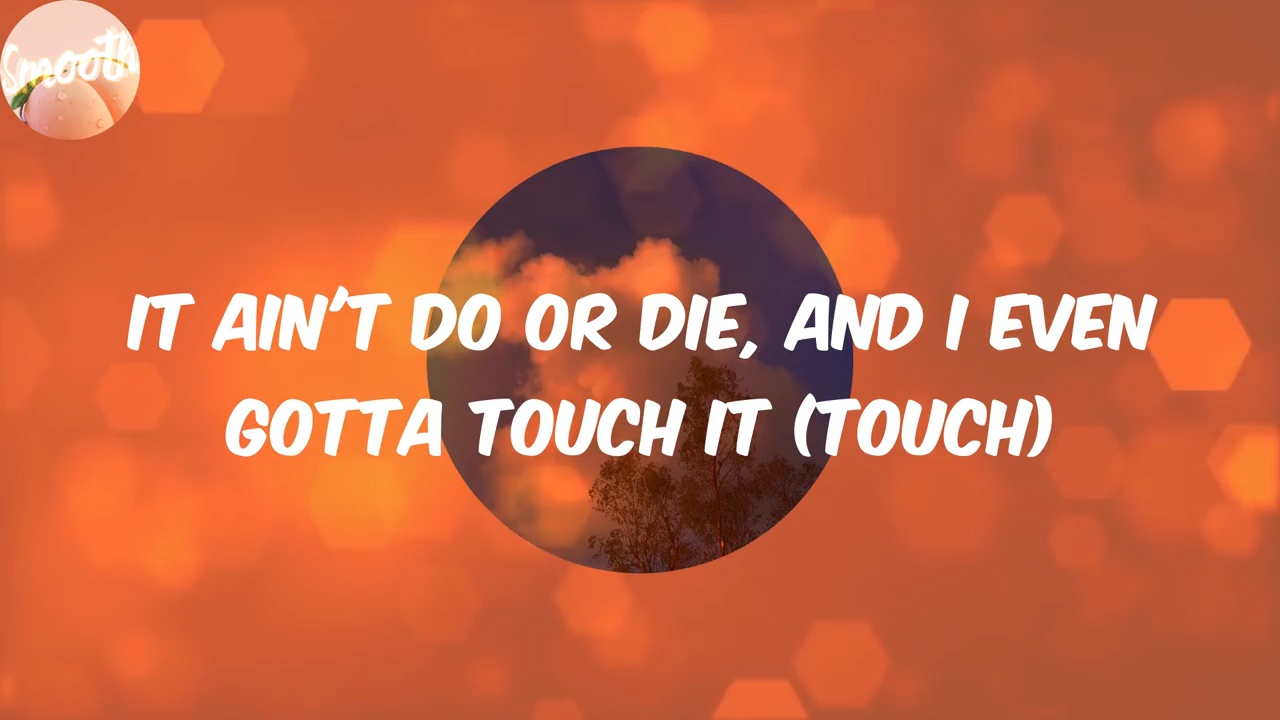 Smooth
IT AIN'T DO OR DIE, AND I EVEN
GOTTA TOUCH IT (TOUCH)